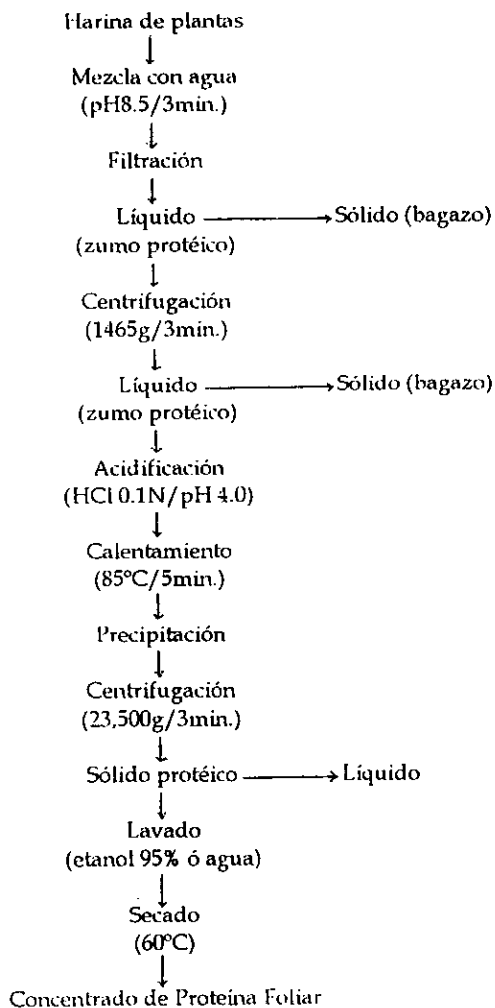 Harina de plantas
Mezcla con agua
(pH8.5/3min.)
Filtración
Líquido
Sólido (bagazo)
(zumo protéico)
Centrifugación
(1465g/3min.)
Líquido
Sólido (bagazo)
(zumo protéico)
Acidificación
(HCl 0.1N/pH 4.0)
Calentamiento
(85°C/5min.)
Precipitación
Centrifugación
(23,500g/3min.)
Sólido protéico
Líquido
Lavado
(etanol 95% ó agua)
Secado
(60°C)
Concentrado de Proteína Foliar